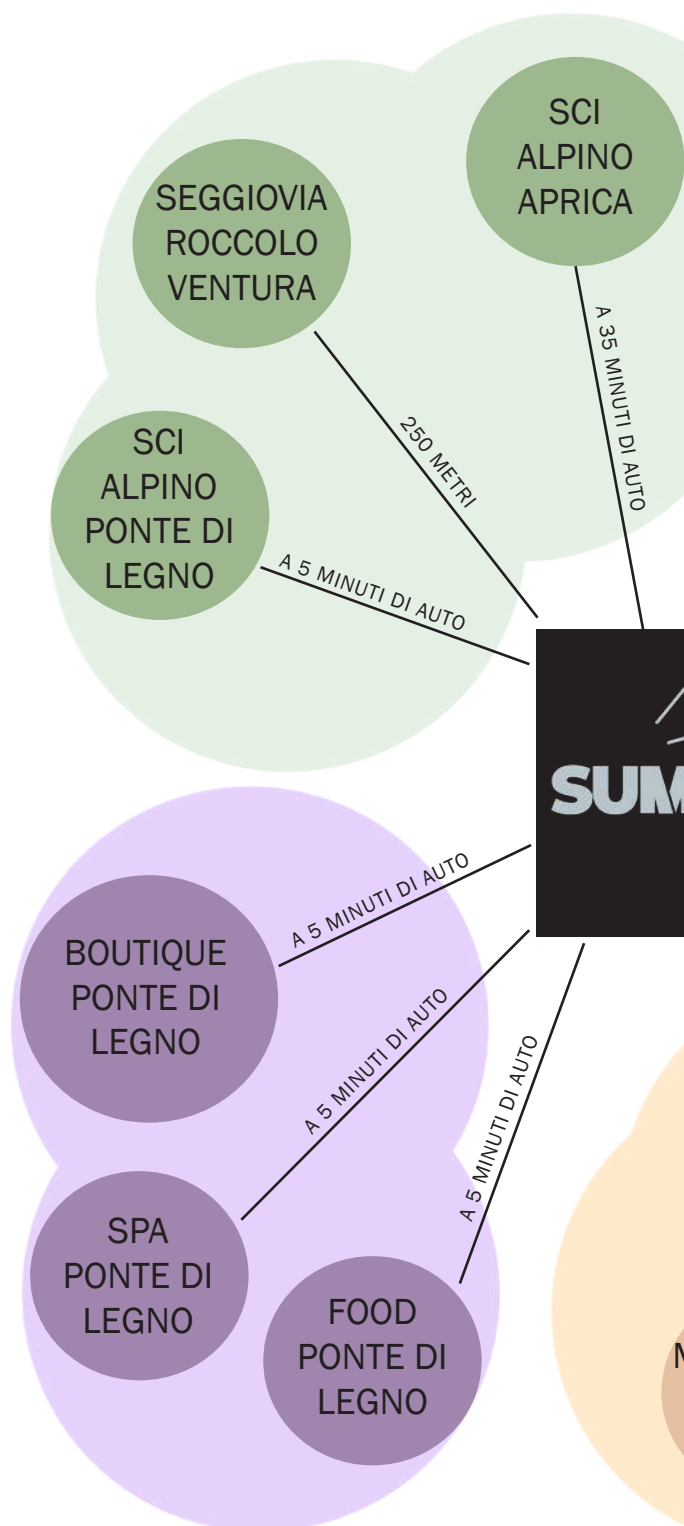 SCI
ALPINO
APRICA
SEGGIOVIA
ROCCOLO
VENTURA
A 35 MINUTI DI AUTO
250 METRI
SCI
ALPINO
PONTE DI
LEGNO
A 5 MINUTI DI AUTO
A 5 MINUTI DI AUTO
BOUTIQUE
PONTE DI
LEGNO
A 5 MINUTI DI AUTO
A 5 MINUTI DI AUTO
SPA
PONTE DI
LEGNO
FOOD
PONTE DI
LEGNO